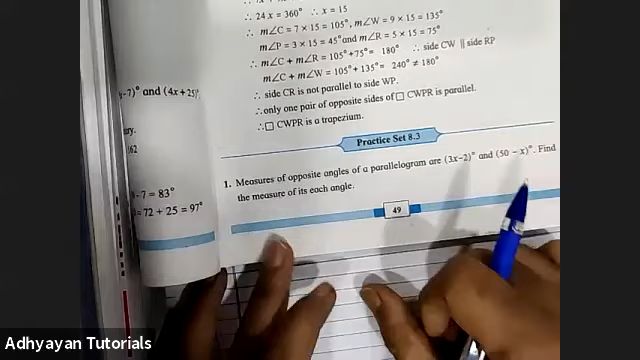 ∴ 24 x = 360° ∴ x = 15
∴ m∠C = 7 × 15 = 105°, m∠W = 9 × 15 = 135°
m∠P = 3 × 15 = 45° and m∠R = 5 × 15 = 75°
∴ m∠C + m∠R = 105° + 75° = 180° ∴ side CW || side RP
m∠C + m∠W = 105° + 135° = 240° ≠ 180°
∴ side CR is not parallel to side WP.
∴ only one pair of opposite sides of □ CWPR is parallel.
∴ □ CWPR is a trapezium.
Practice Set 8.3
1. Measures of opposite angles of a parallelogram are (3x−2)° and (50 − x)°. Find
the measure of its each angle.
49
-7)° and (4x + 25)°
ry.
162
-7 = 83°
= 72 + 25 = 97°
Adhyayan Tutorials